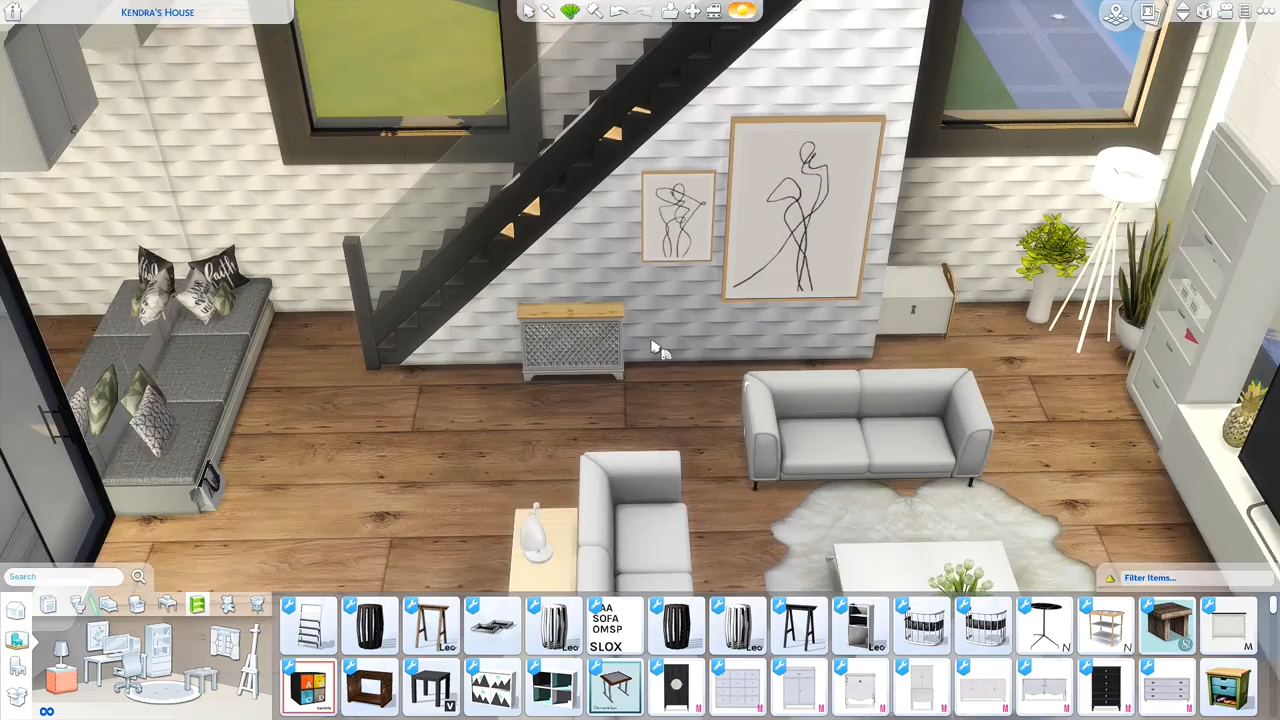 KENDRA'S HOUSE
Search
Filter Items...
AA
SOFA
OMSP
SLOX
Leo
Leo
Leo
Leo
N
N
S
M
V
M
M
M
M
M
M
M
M
M